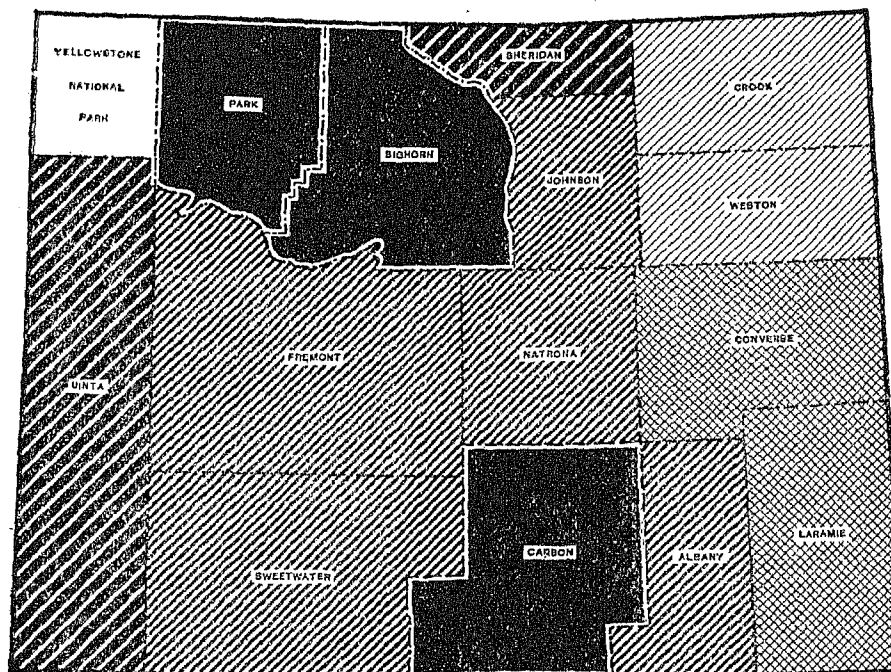 YELLOWSTONE
NATIONAL
PARK
PARK
BIGHORN
SHERIDAN
JOHNSON
CROOK
WESTON
UINTA
FREMONT
NATRONA
CONVERSE
SWEETWATER
CARBON
ALBANY
LARAMIE